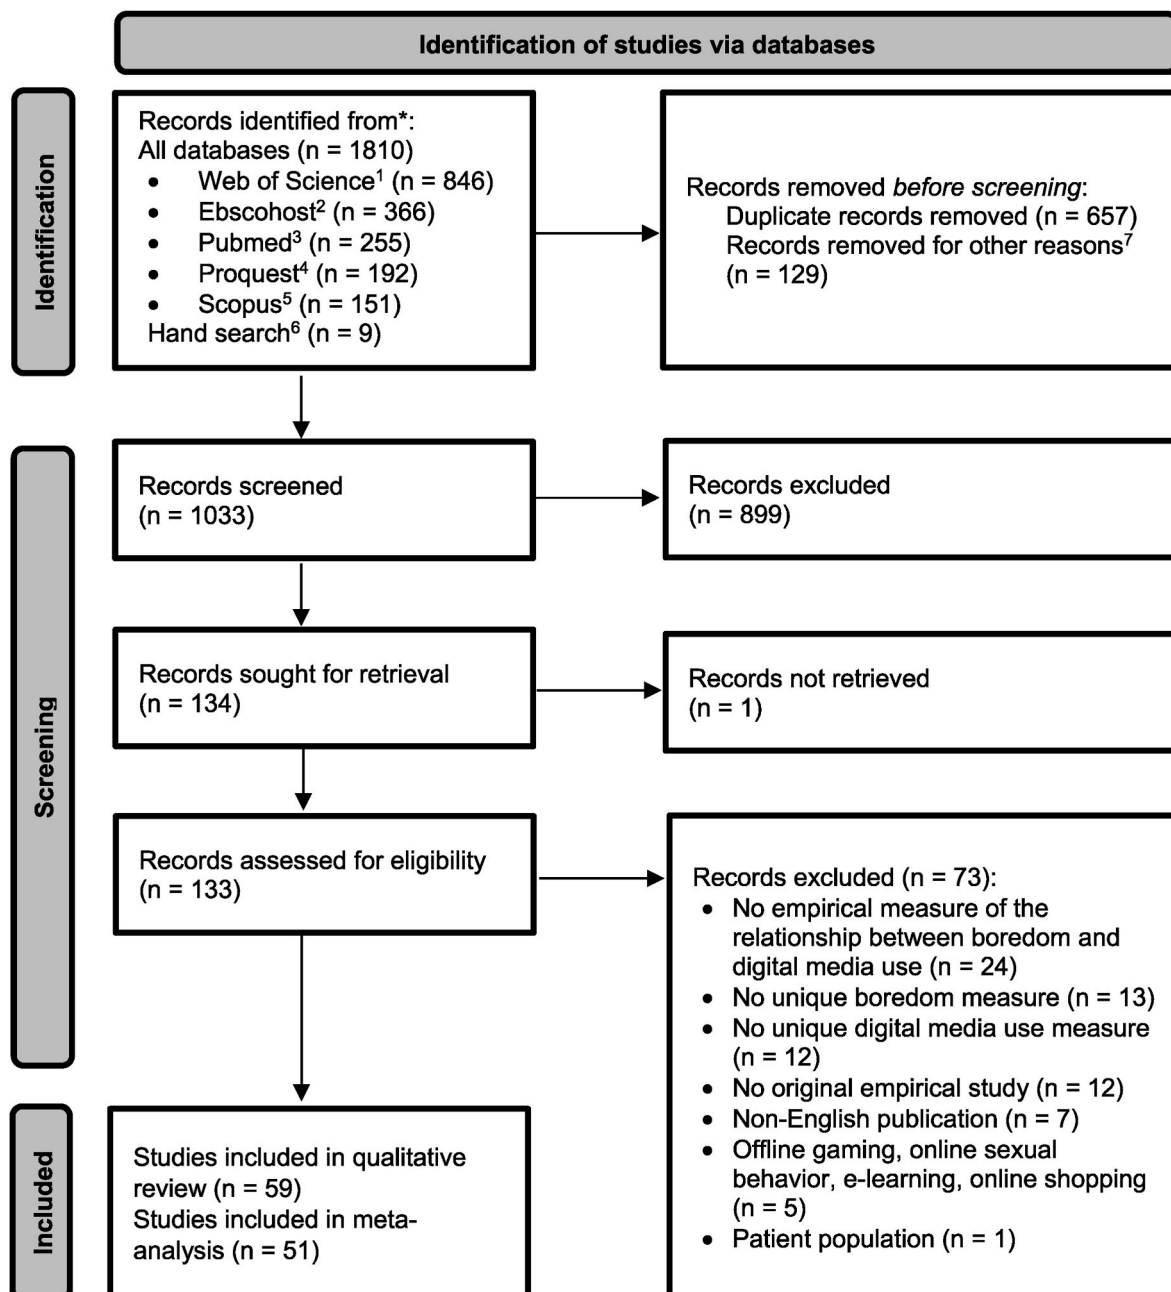 Identification of studies via databases
Identification
Records identified from*:
All databases (n = 1810)
• Web of Science¹ (n = 846)
• Ebscohost² (n = 366)
• Pubmed³ (n = 255)
• Proquest⁴ (n = 192)
• Scopus⁵ (n = 151)
Hand search⁶ (n = 9)
Records removed before screening:
Duplicate records removed (n = 657)
Records removed for other reasons⁷
(n = 129)
Screening
Records screened
(n = 1033)
Records excluded
(n = 899)
Records sought for retrieval
(n = 134)
Records not retrieved
(n = 1)
Records assessed for eligibility
(n = 133)
Records excluded (n = 73):
• No empirical measure of the
relationship between boredom and
digital media use (n = 24)
• No unique boredom measure (n = 13)
• No unique digital media use measure
(n = 12)
• No original empirical study (n = 12)
• Non-English publication (n = 7)
• Offline gaming, online sexual
behavior, e-learning, online shopping
(n = 5)
• Patient population (n = 1)
Included
Studies included in qualitative
review (n = 59)
Studies included in meta-
analysis (n = 51)